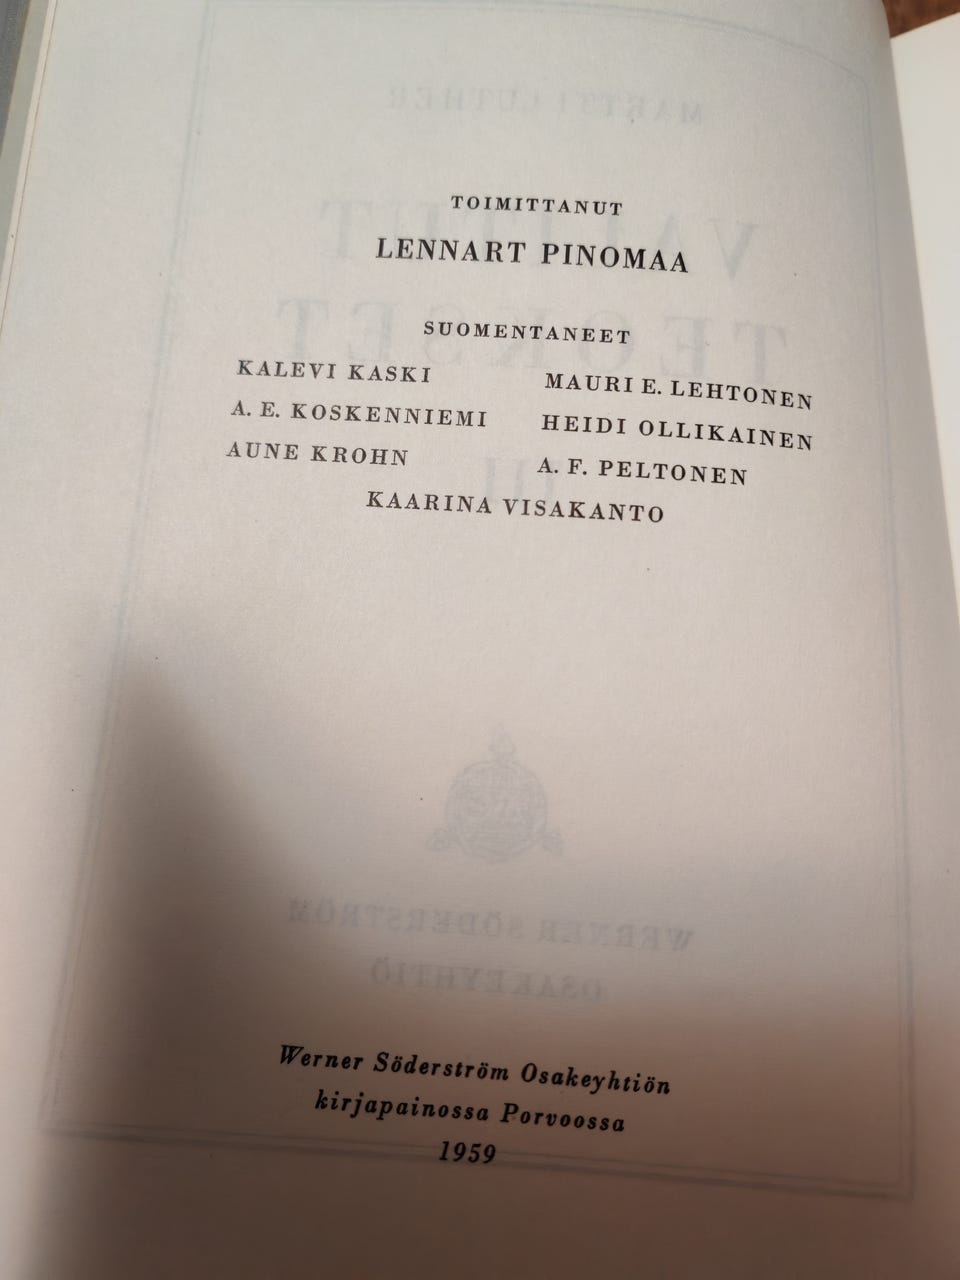 TOIMITTANUT
LENNART PINOMAA
SUOMENTANEET
KALEVI KASKI MAURI E. LEHTONEN
A. E. KOSKENNIEMI HEIDI OLLIKAINEN
AUNE KROHN A. F. PELTONEN
KAARINA VISAKANTO
Werner Söderström Osakeyhtiön
kirjapainossa Porvoossa
1959